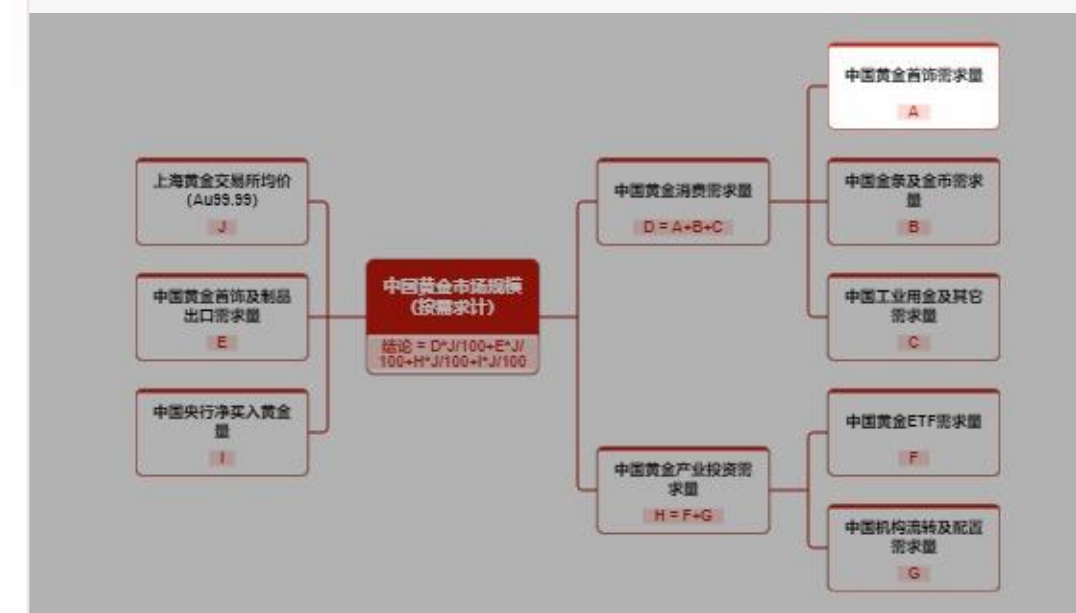 中国黄金首饰需求量
A
上海黄金交易所均价
(Au99.99)
J
中国黄金消费需求量
D = A+B+C
中国金条及金币需求
量
B
中国黄金首饰及制品
出口需求量
E
中国黄金市场规模
(按需求计)
结论 = D*J/100+E*J/
100+H*J/100+I*J/100
中国工业用金及其它
需求量
C
中国央行净买入黄金
量
I
中国黄金产业投资需
求量
H = F+G
中国黄金ETF需求量
F
中国机构流转及配置
需求量
G